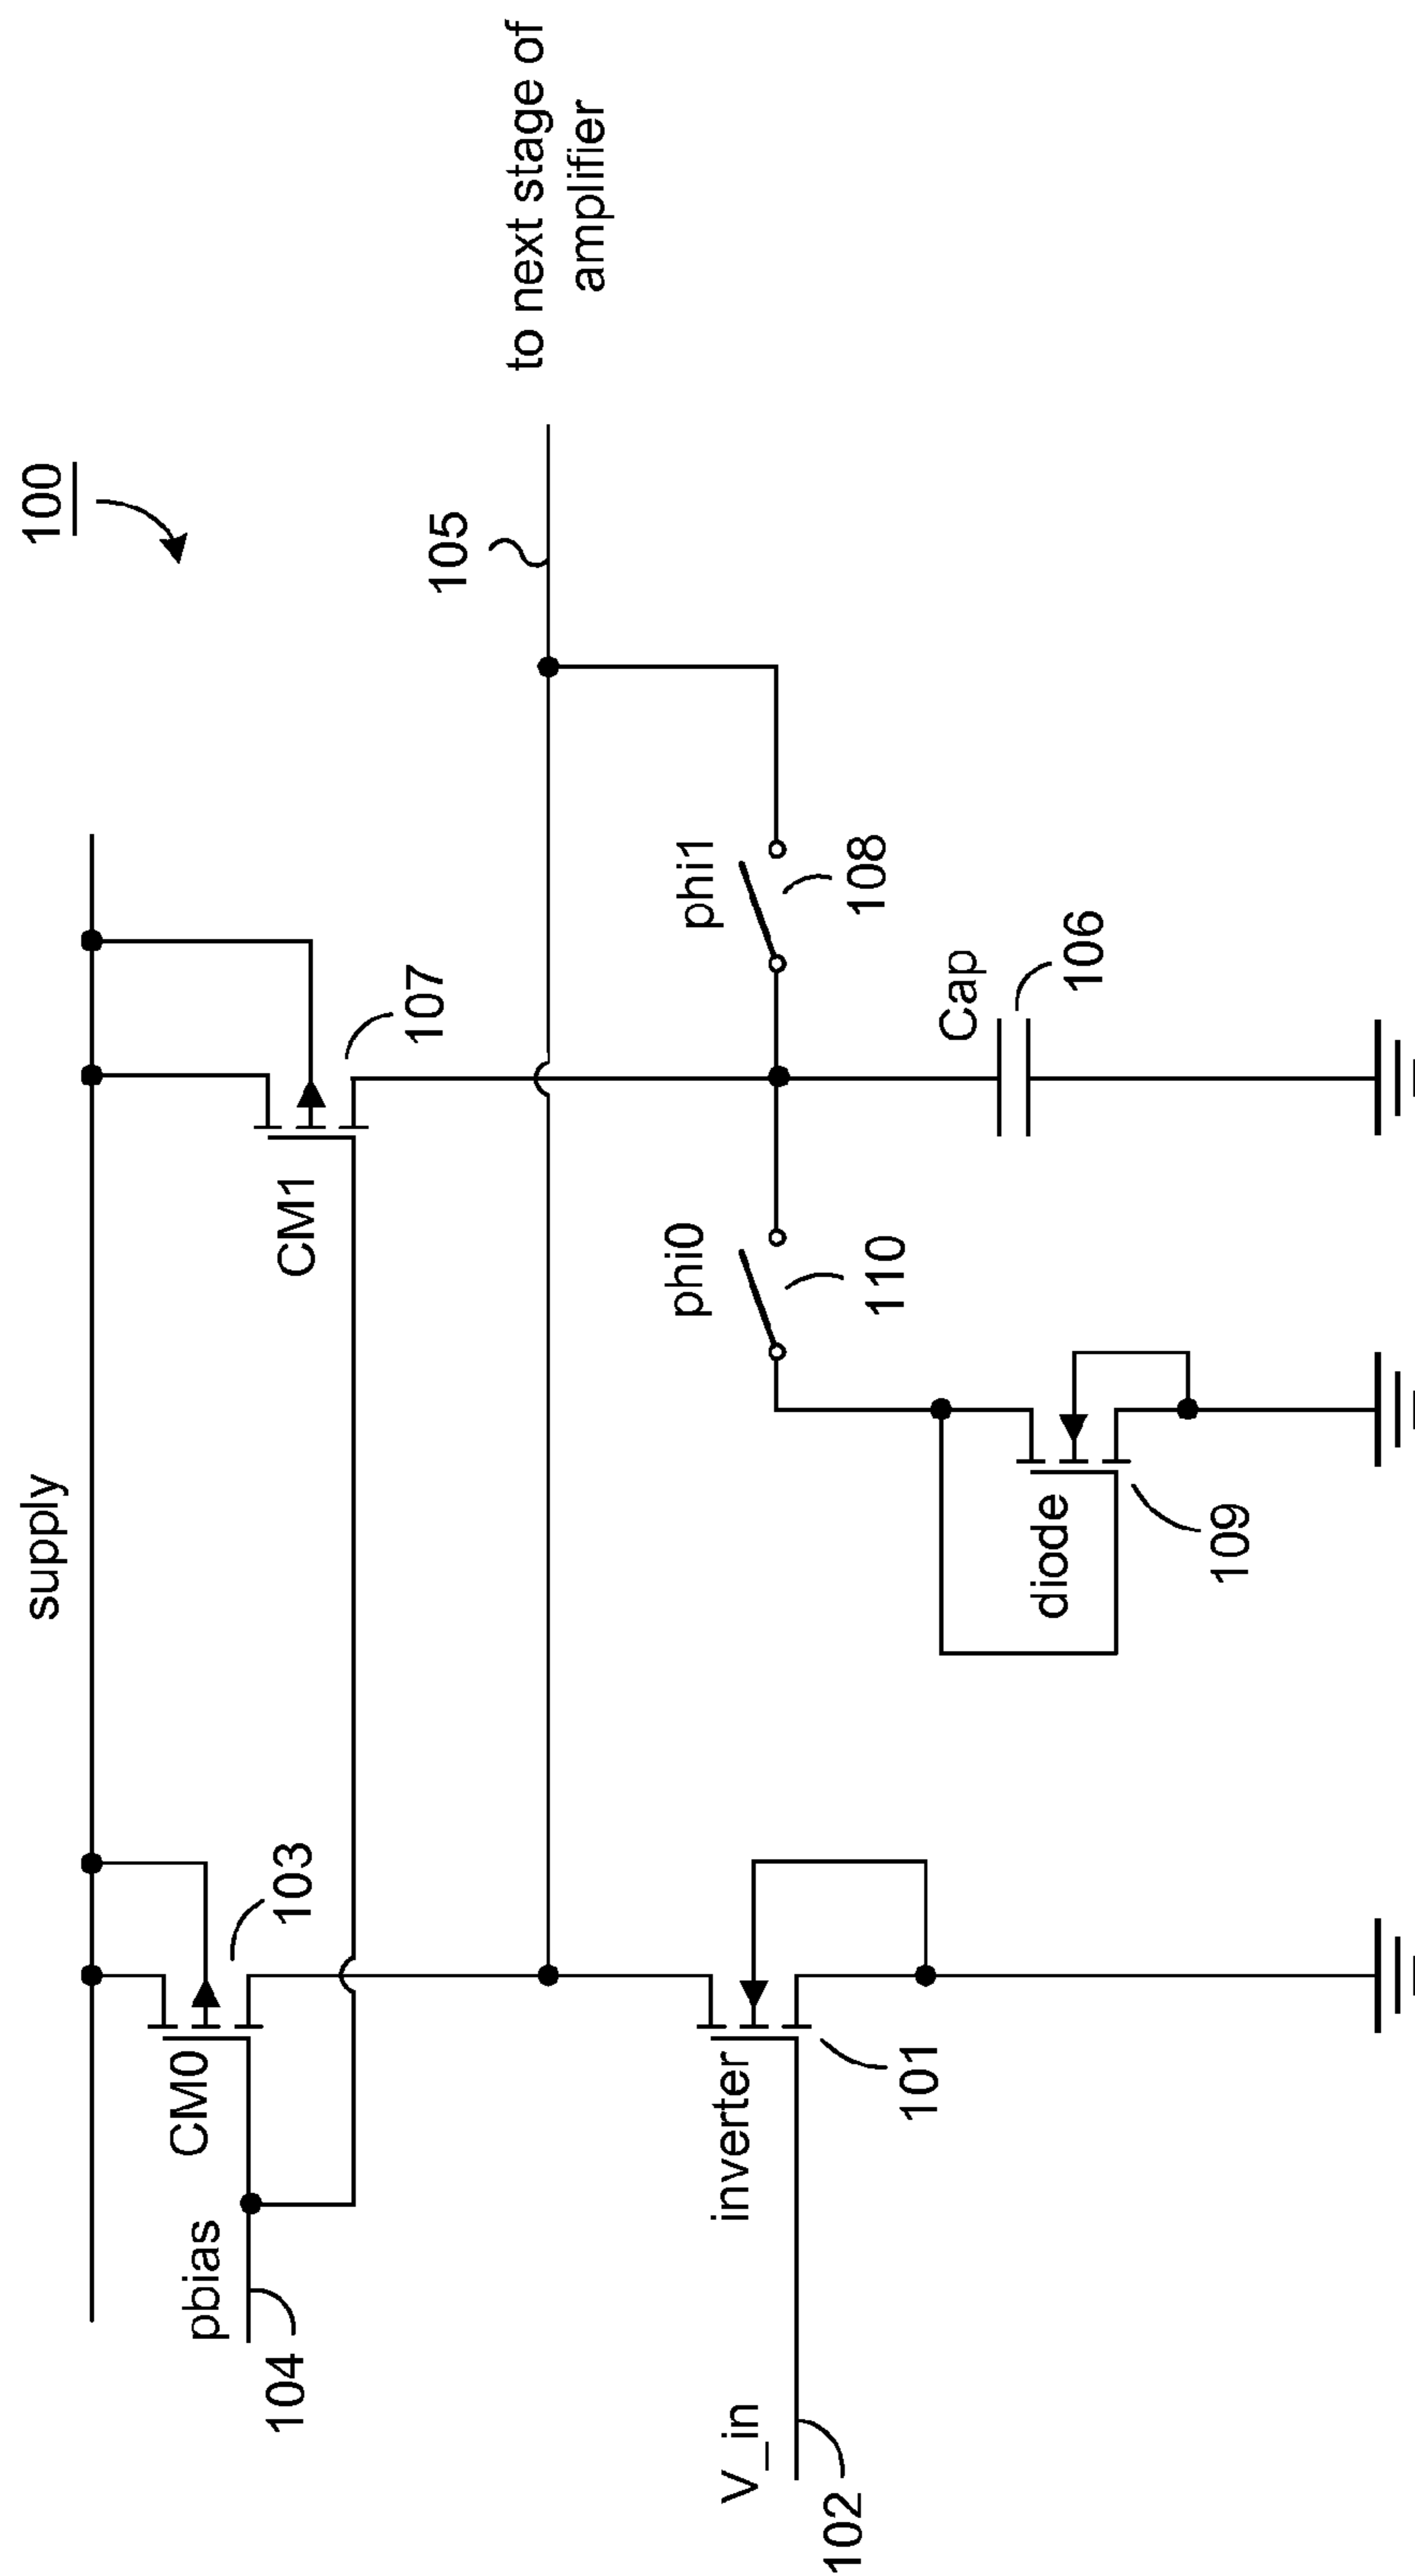 100
supply
to next stage of
amplifier
105
CM0
103
CM1
107
pbias
104
phi0
110
phi1
108
inverter
101
diode
109
Cap
106
V_in
102